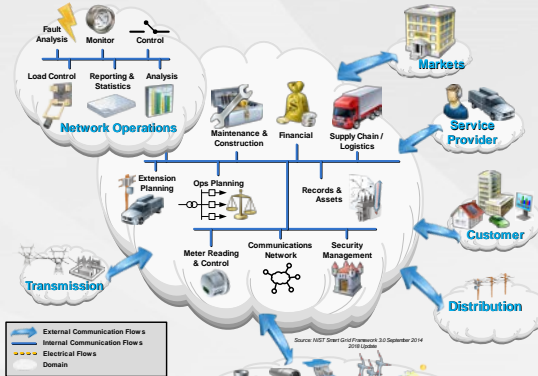 Fault
Analysis
Monitor
Control
Load Control
Reporting &
Statistics
Analysis
Network Operations
Markets
Maintenance &
Construction
Financial
Supply Chain /
Logistics
Service
Provider
Extension
Planning
Ops Planning
Records &
Assets
Customer
Meter Reading
& Control
Communications
Network
Security
Management
Transmission
Distribution
External Communication Flows
Internal Communication Flows
Electrical Flows
Domain
Source: NIST Smart Grid Framework 3.0 September 2014
2018 Update